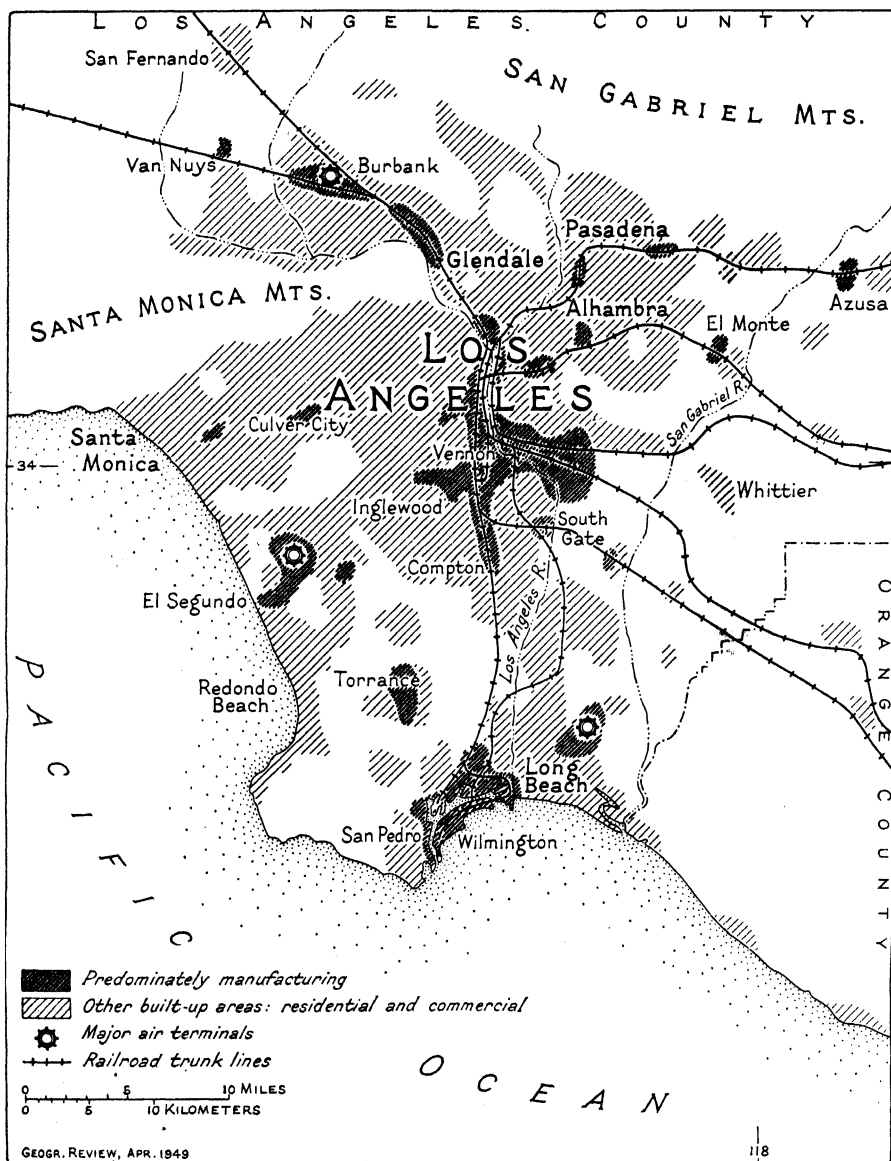 LOS ANGELES. COUNTY
San Fernando
SAN GABRIEL MTS.
Van Nuys
Burbank
Pasadena
Glendale
Azusa
SANTA MONICA MTS.
Alhambra
El Monte
LOS
ANGELES
San Gabriel R.
Culver City
Santa
Monica
34
Vernon
Whittier
Inglewood
South
Gate
Compton
El Segundo
Los Angeles R.
ORANGE COUNTY
Redondo
Beach
Torrance
PACIFIC
Long
Beach
San Pedro
Wilmington
Predominately manufacturing
Other built-up areas: residential and commercial
Major air terminals
Railroad trunk lines
OCEAN
0 5 10 MILES
0 5 10 KILOMETERS
GEOGR. REVIEW, APR. 1949
118